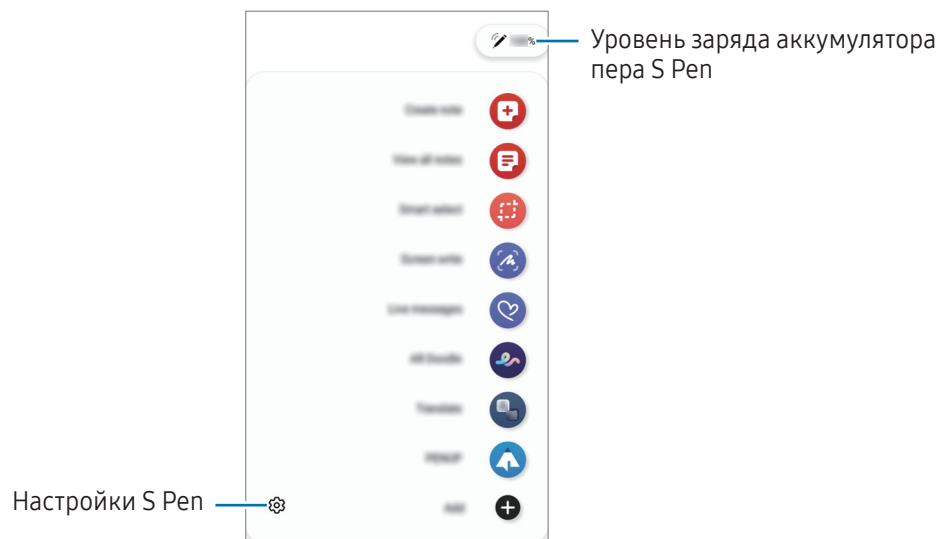 %
Уровень заряда аккумулятора
пера S Pen
Create note
View all notes
Smart select
Screen write
Live messages
AR Doodle
Translate
PENUP
Настройки S Pen
Add